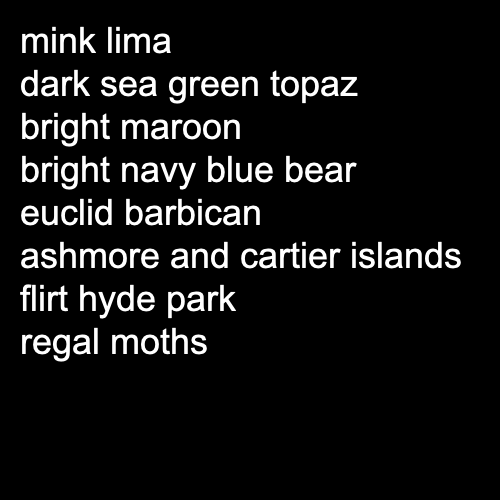 mink lima
dark sea green topaz
bright maroon
bright navy blue bear
euclid barbican
ashmore and cartier islands
flirt hyde park
regal moths